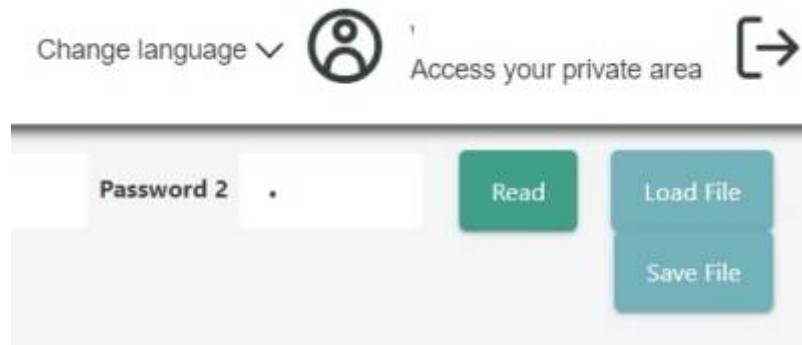 Change language
Access your private area
Password 2
Read
Load File
Save File